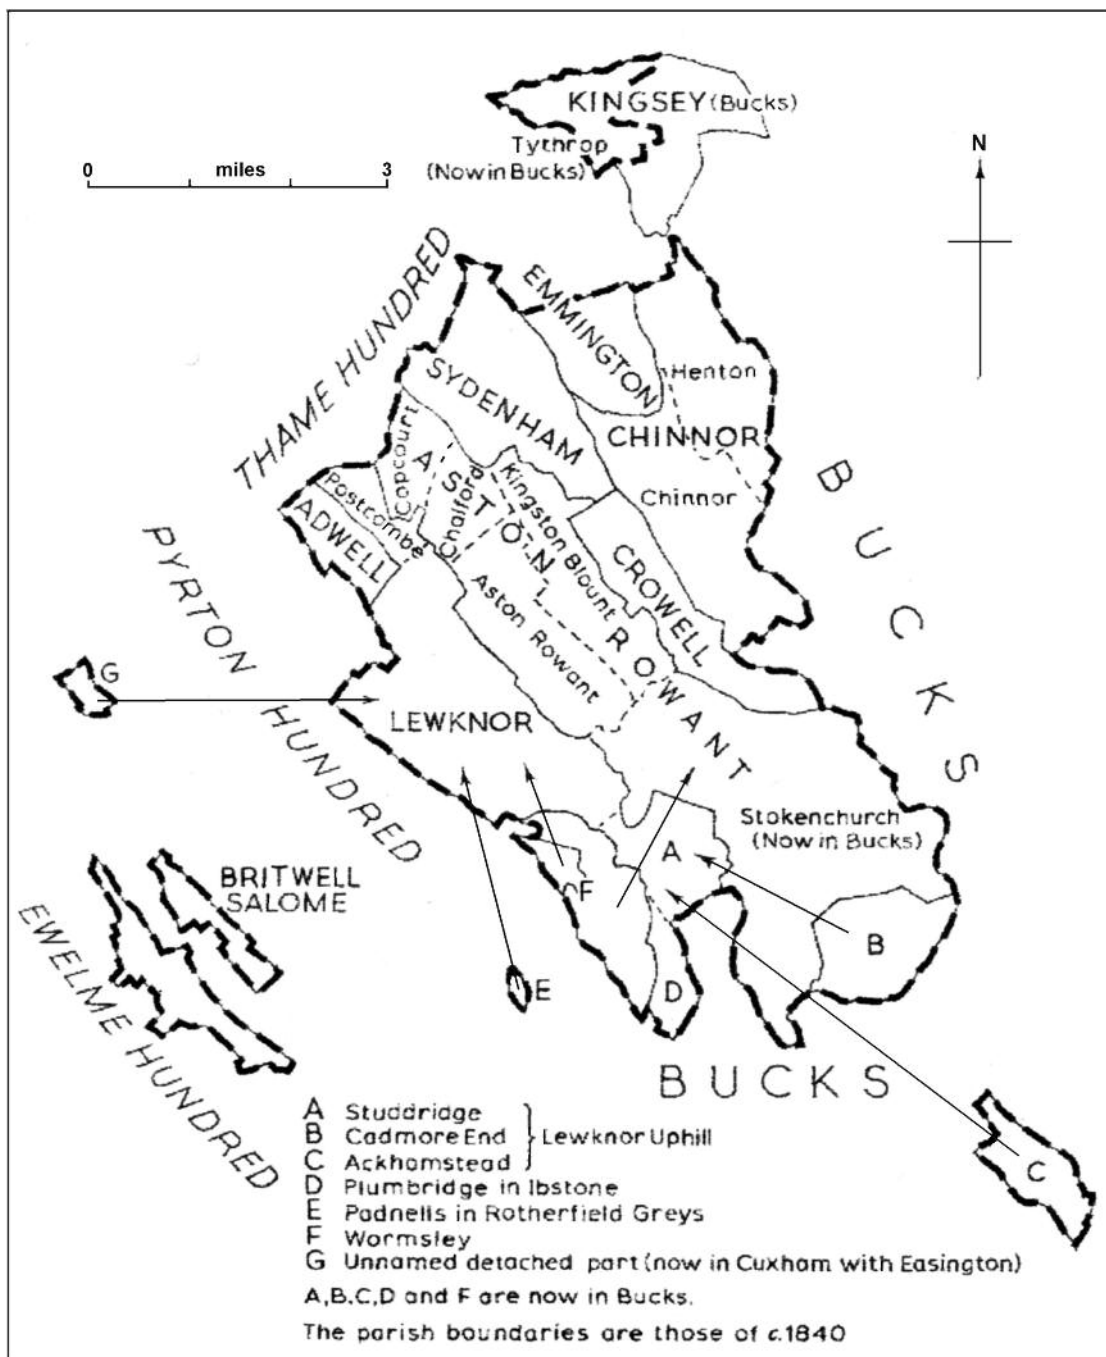 KINGSEY (Bucks)
Tythrop
(Now in Bucks)
0 miles 3
N
THAME HUNDRED
EMMINGTON
SYDENHAM
Henton
CHINNOR
Chinnor
BUCKS
Copcourt
ASTON ROWANT
Chalford
Kingston Blount
Postcombe
ADWELL
CROWELL
Aston Rowant
PYRTON HUNDRED
G
LEWKNOR
Stokenchurch
(Now in Bucks)
A
F
B
BRITWELL
SALOME
EWELME HUNDRED
E
D
BUCKS
C
A Studdridge
B Cadmore End
C Ackhamstead
Lewknor Uphill
D Plumbridge in Ibstone
E Padnells in Rotherfield Greys
F Wormsley
G Unnamed detached part (now in Cuxham with Easington)
A,B,C,D and F are now in Bucks.
The parish boundaries are those of c.1840